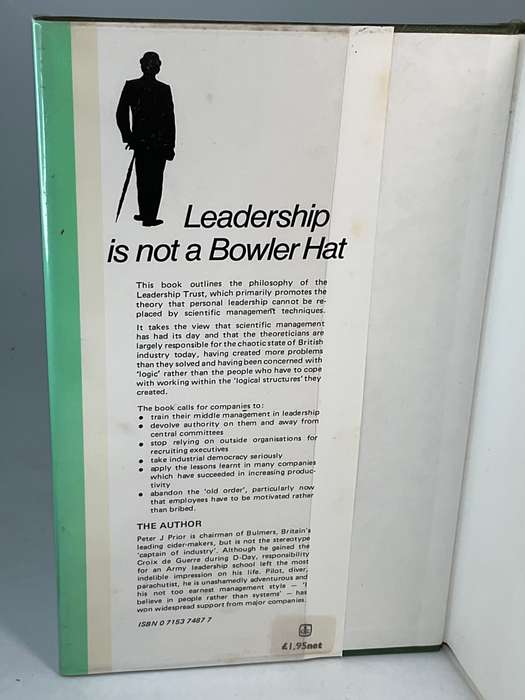 Leadership
is not a Bowler Hat
This book outlines the philosophy of the
Leadership Trust, which primarily promotes the
theory that personal leadership cannot be re-
placed by scientific management techniques.
It takes the view that scientific management
has had its day and that the theoreticians are
largely responsible for the chaotic state of British
industry today, having created more problems
than they solved and having been concerned with
'logic' rather than the people who have to cope
with working within the 'logical structures' they
created.
The book calls for companies to:
• train their middle management in leadership
• devolve authority on them and away from
central committees
• stop relying on outside organisations for
recruiting executives
• take industrial democracy seriously
• apply the lessons learnt in many companies
which have succeeded in increasing produc-
tivity
• abandon the 'old order', particularly now
that employees have to be motivated rather
than bribed.
THE AUTHOR
Peter J Prior is chairman of Bulmers, Britain's
leading cider-makers, but is not the stereotype
'captain of industry'. Although he gained the
Croix de Guerre during D-Day, responsibility
for an Army leadership school left the most
indelible impression on his life. Pilot, diver,
parachutist, he is unashamedly adventurous and
his not too earnest management style – 'I
believe in people rather than systems' – has
won widespread support from major companies.
ISBN 0 7153 7487 7
£1.95net